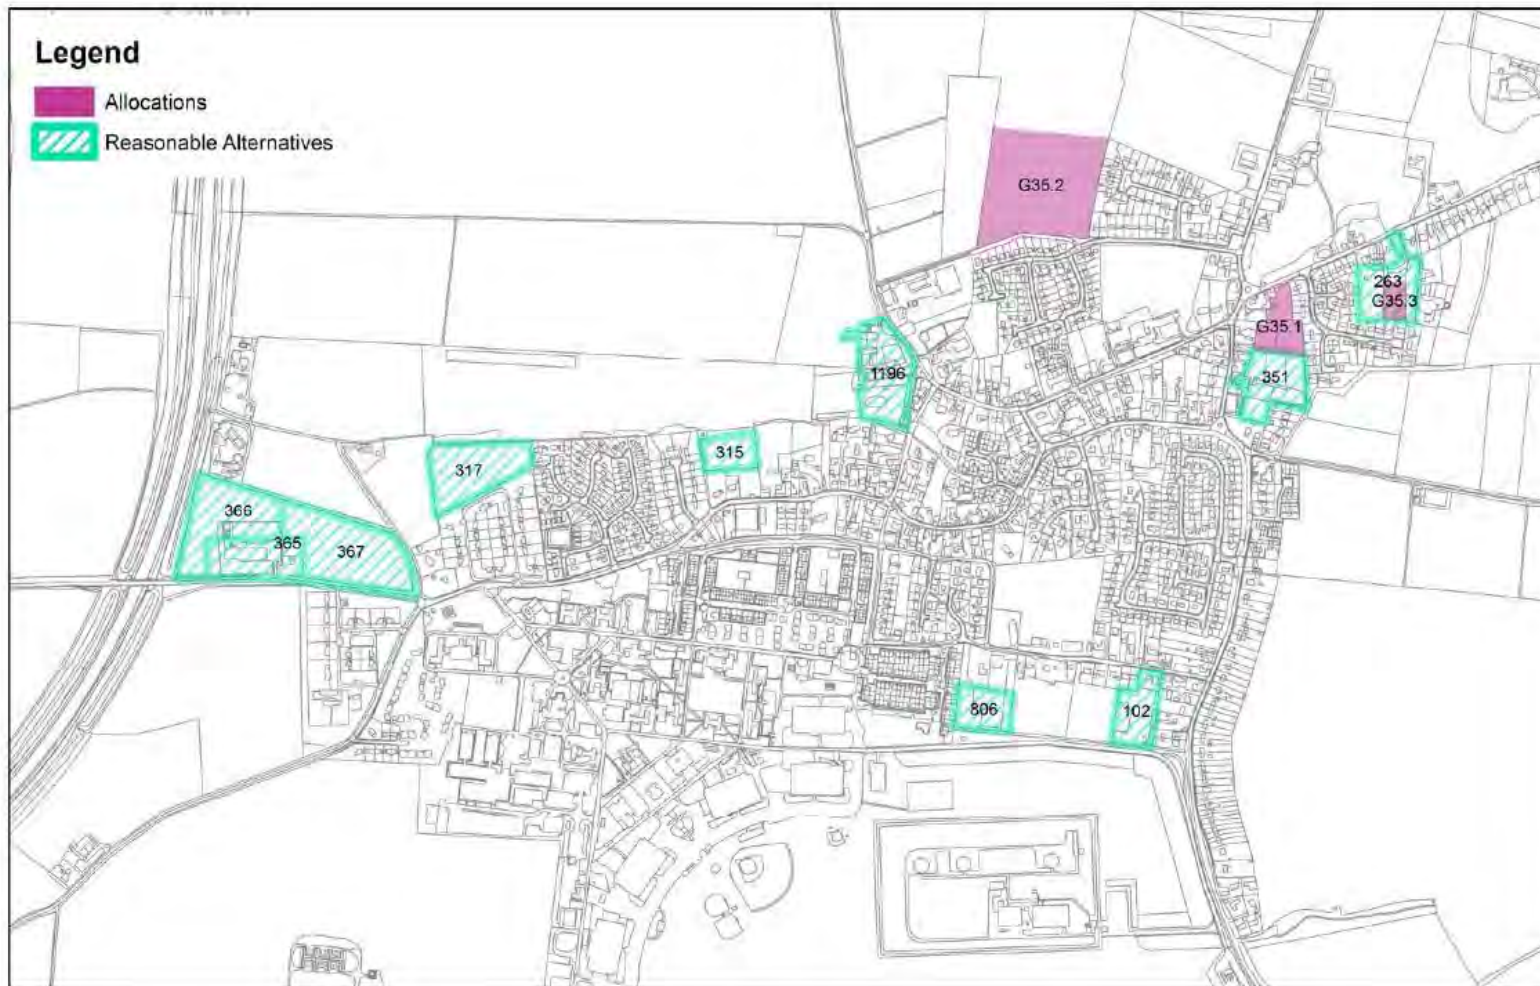 Legend
Allocations
Reasonable Alternatives
G35.2
263
G35.3
G35.1
1196
351
315
317
366
365
367
806
102